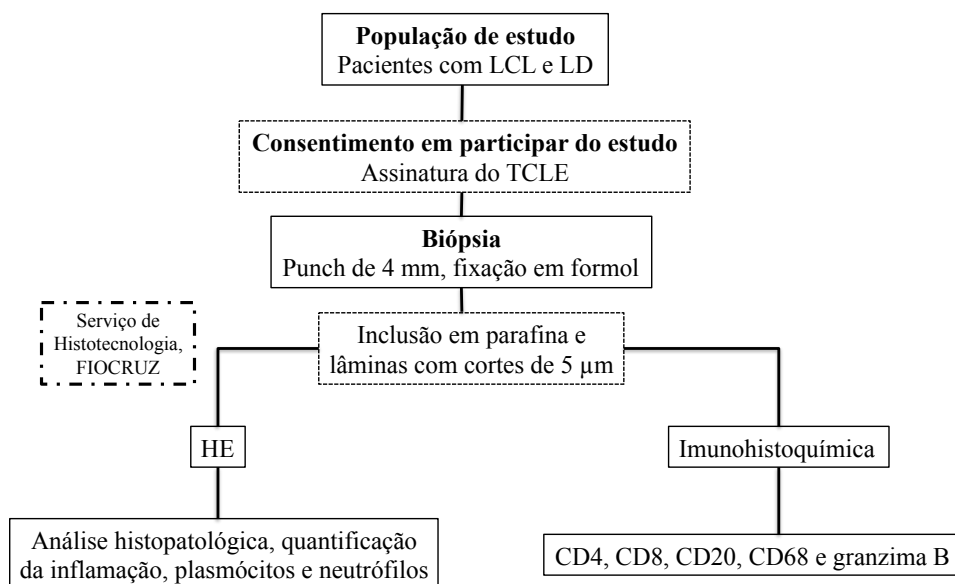 População de estudo
Pacientes com LCL e LD
Consentimento em participar do estudo
Assinatura do TCLE
Biópsia
Punch de 4 mm, fixação em formol
Serviço de
Histotecnologia,
FIOCRUZ
Inclusão em parafina e
lâminas com cortes de 5 µm
HE
Imunohistoquímica
Análise histopatológica, quantificação
da inflamação, plasmócitos e neutrófilos
CD4, CD8, CD20, CD68 e granzima B